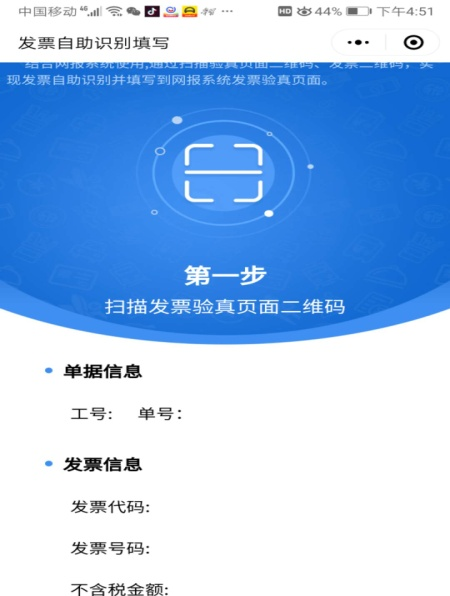 中国移动 4G HD 44% 下午4:51
发票自助识别填写
结合网报系统使用,通过扫描验真页面二维码、发票二维码，实
现发票自助识别并填写到网报系统发票验真页面。
第一步
扫描发票验真页面二维码
单据信息
工号: 单号:
发票信息
发票代码:
发票号码:
不含税金额: